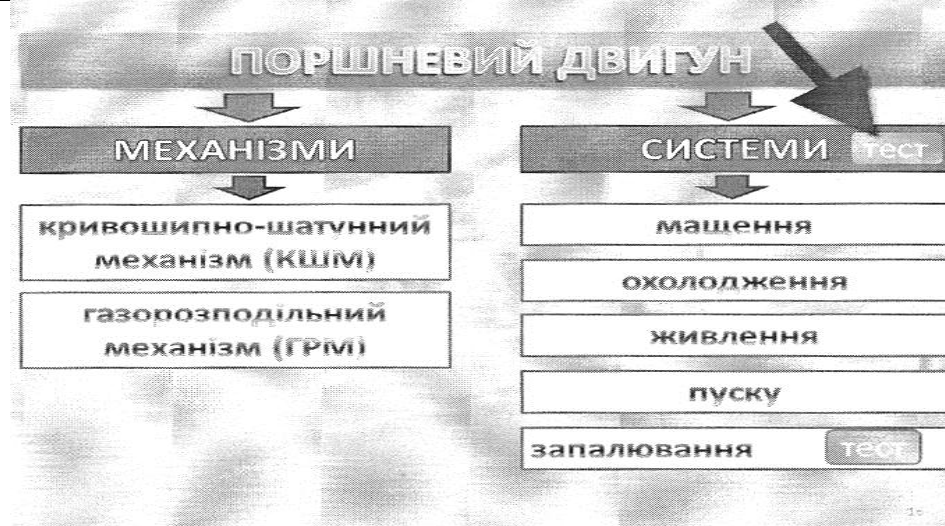 ПОРШНЕВИЙ ДВИГУН
МЕХАНІЗМИ
кривошипно-шатунний
механізм (КШМ)
газорозподільний
механізм (ГРМ)
СИСТЕМИ тест
мащення
охолодження
живлення
пуску
запалювання тест